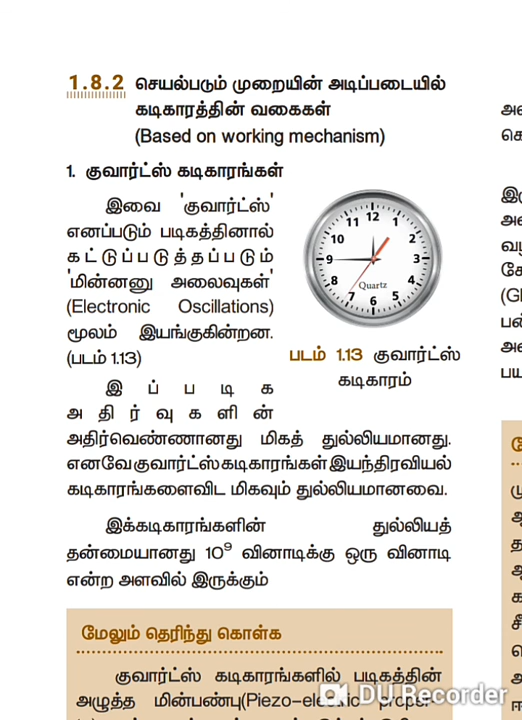 1.8.2 செயல்படும் முறையின் அடிப்படையில்
கடிகாரத்தின் வகைகள்
(Based on working mechanism)
1. குவார்ட்ஸ் கடிகாரங்கள்
இவை 'குவார்ட்ஸ்'
எனப்படும் படிகத்தினால்
கட்டுப்படுத்தப்படும்
'மின்னனு அலைவுகள்'
(Electronic Oscillations)
மூலம் இயங்குகின்றன.
(படம் 1.13)
12
1
2
3
4
5
6
7
8
9
10
11
Quartz
படம் 1.13 குவார்ட்ஸ்
கடிகாரம்
இப்படிக
அதிர்வுகளின்
அதிர்வெண்ணானது மிகத் துல்லியமானது.
எனவே குவார்ட்ஸ் கடிகாரங்கள் இயந்திரவியல்
கடிகாரங்களைவிட மிகவும் துல்லியமானவை.
இக்கடிகாரங்களின் துல்லியத்
தன்மையானது 10⁹ வினாடிக்கு ஒரு வினாடி
என்ற அளவில் இருக்கும்
மேலும் தெரிந்து கொள்க
குவார்ட்ஸ் கடிகாரங்களில் படிகத்தின்
அழுத்த மின்பண்பு(Piezo-electric proper-
DU Recorder